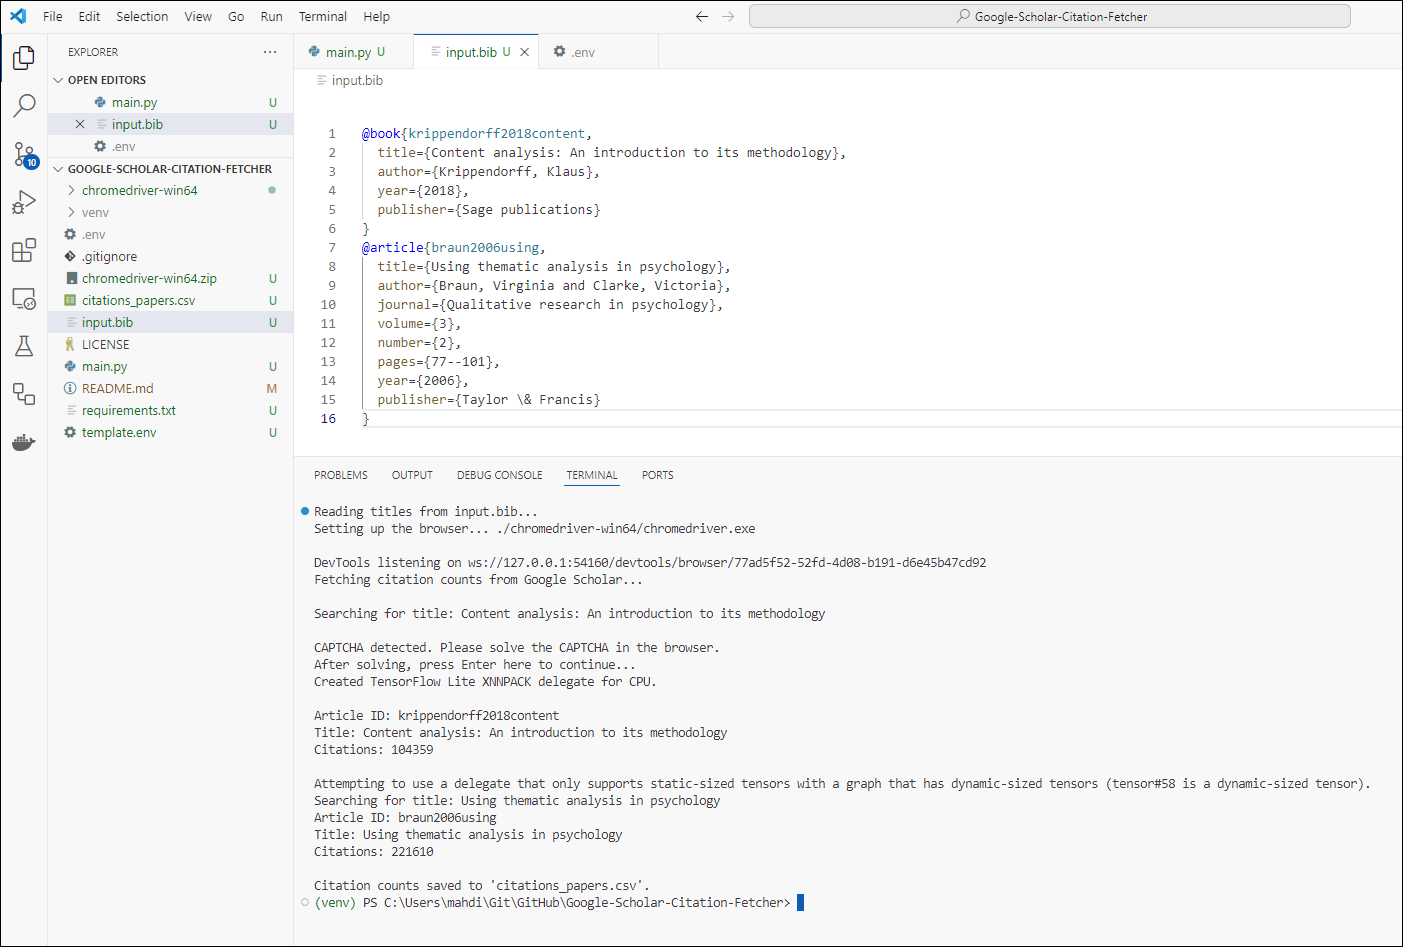 File Edit Selection View Go Run Terminal Help
Google-Scholar-Citation-Fetcher
EXPLORER
OPEN EDITORS
main.py U
input.bib U
.env
GOOGLE-SCHOLAR-CITATION-FETCHER
chromedriver-win64
venv
.env
.gitignore
chromedriver-win64.zip U
citations_papers.csv U
input.bib U
LICENSE
main.py U
README.md M
requirements.txt U
template.env U
10
main.py U input.bib U .env
input.bib
1 @book{krippendorff2018content,
2 title={Content analysis: An introduction to its methodology},
3 author={Krippendorff, Klaus},
4 year={2018},
5 publisher={Sage publications}
6 }
7 @article{braun2006using,
8 title={Using thematic analysis in psychology},
9 author={Braun, Virginia and Clarke, Victoria},
10 journal={Qualitative research in psychology},
11 volume={3},
12 number={2},
13 pages={77--101},
14 year={2006},
15 publisher={Taylor \& Francis}
16 }
PROBLEMS OUTPUT DEBUG CONSOLE TERMINAL PORTS
Reading titles from input.bib...
Setting up the browser... ./chromedriver-win64/chromedriver.exe
DevTools listening on ws://127.0.0.1:54160/devtools/browser/77ad5f52-52fd-4d08-b191-d6e45b47cd92
Fetching citation counts from Google Scholar...
Searching for title: Content analysis: An introduction to its methodology
CAPTCHA detected. Please solve the CAPTCHA in the browser.
After solving, press Enter here to continue...
Created TensorFlow Lite XNNPACK delegate for CPU.
Article ID: krippendorff2018content
Title: Content analysis: An introduction to its methodology
Citations: 104359
Attempting to use a delegate that only supports static-sized tensors with a graph that has dynamic-sized tensors (tensor#58 is a dynamic-sized tensor).
Searching for title: Using thematic analysis in psychology
Article ID: braun2006using
Title: Using thematic analysis in psychology
Citations: 221610
Citation counts saved to 'citations_papers.csv'.
(venv) PS C:\Users\mahdi\Git\GitHub\Google-Scholar-Citation-Fetcher>